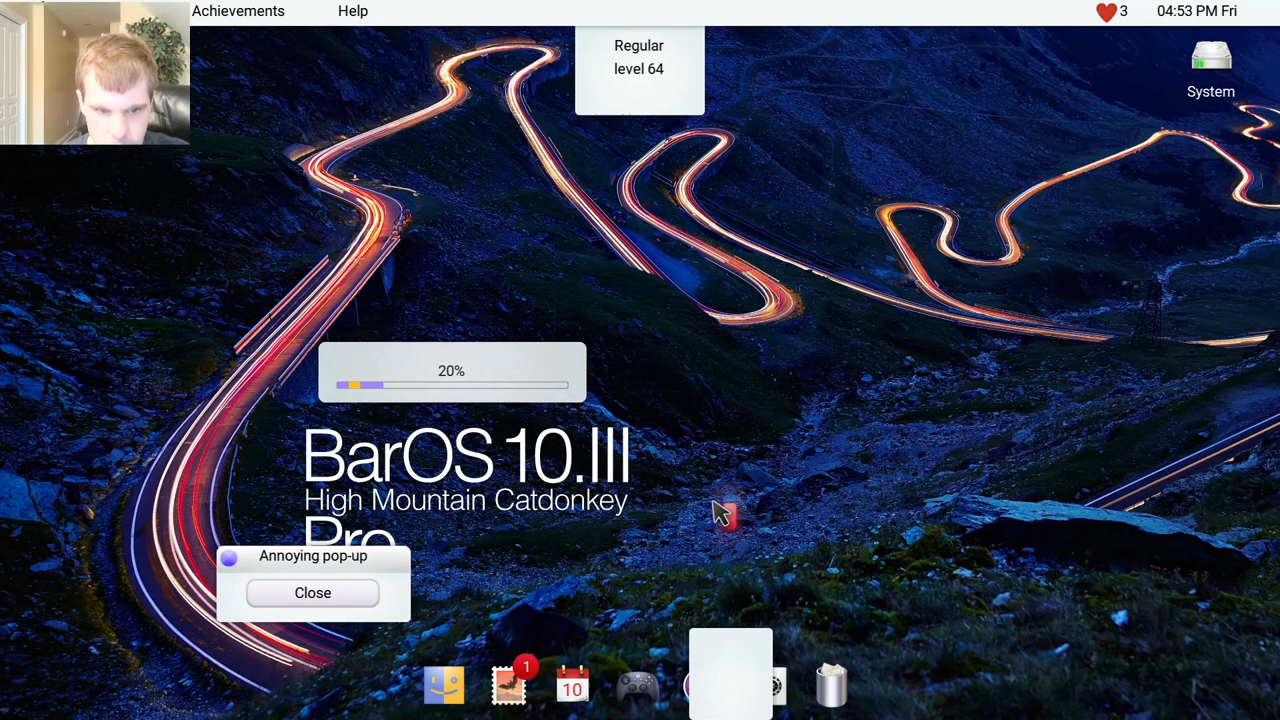 Achievements Help 3 04:53 PM Fri
Regular
level 64
System
20%
BarOS 10.III
High Mountain Catdonkey
Pro
Annoying pop-up
Close
1
10